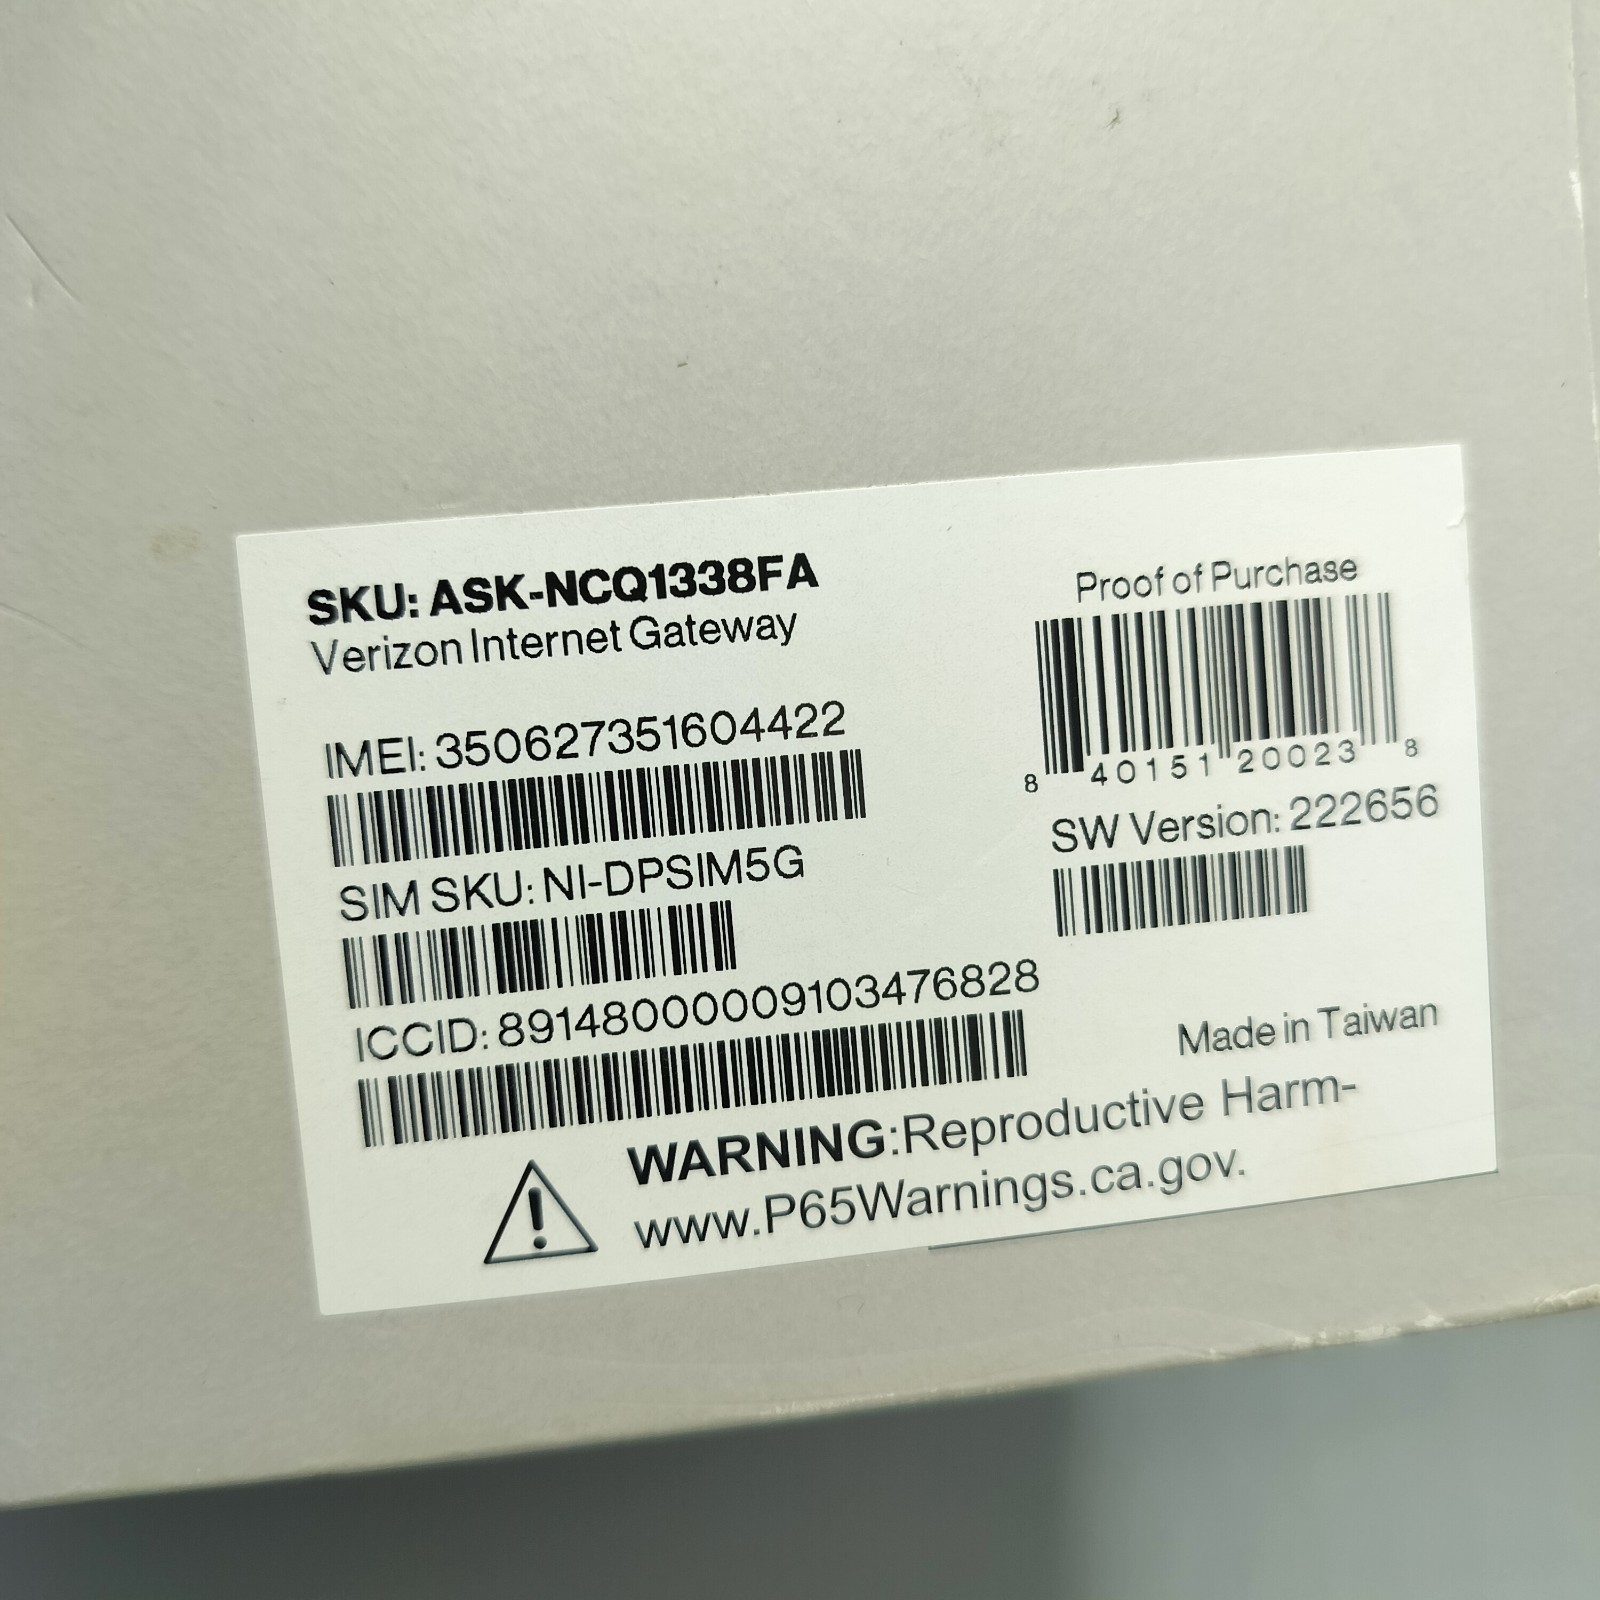 SKU: ASK-NCQ1338FA
Verizon Internet Gateway
IMEI: 350627351604422
SIM SKU: NI-DPSIM5G
ICCID: 89148000009103476828
Proof of Purchase
8 40151 20023 8
SW Version: 222656
Made in Taiwan
WARNING:Reproductive Harm-
www.P65Warnings.ca.gov.